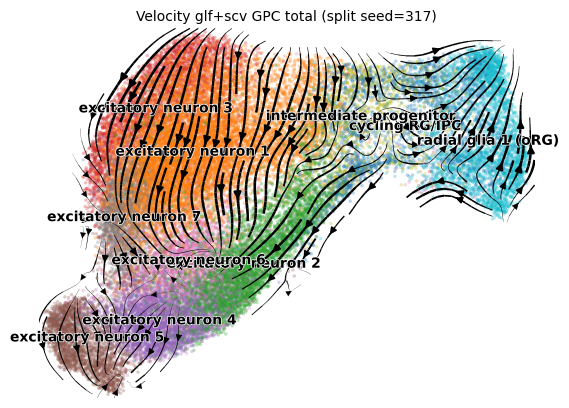 Velocity glf+scv GPC total (split seed=317)
excitatory neuron 3
intermediate progenitor
cycling RG/IPC
radial glia 1 (oRG)
excitatory neuron 1
excitatory neuron 7
excitatory neuron 6
excitatory neuron 2
excitatory neuron 4
excitatory neuron 5